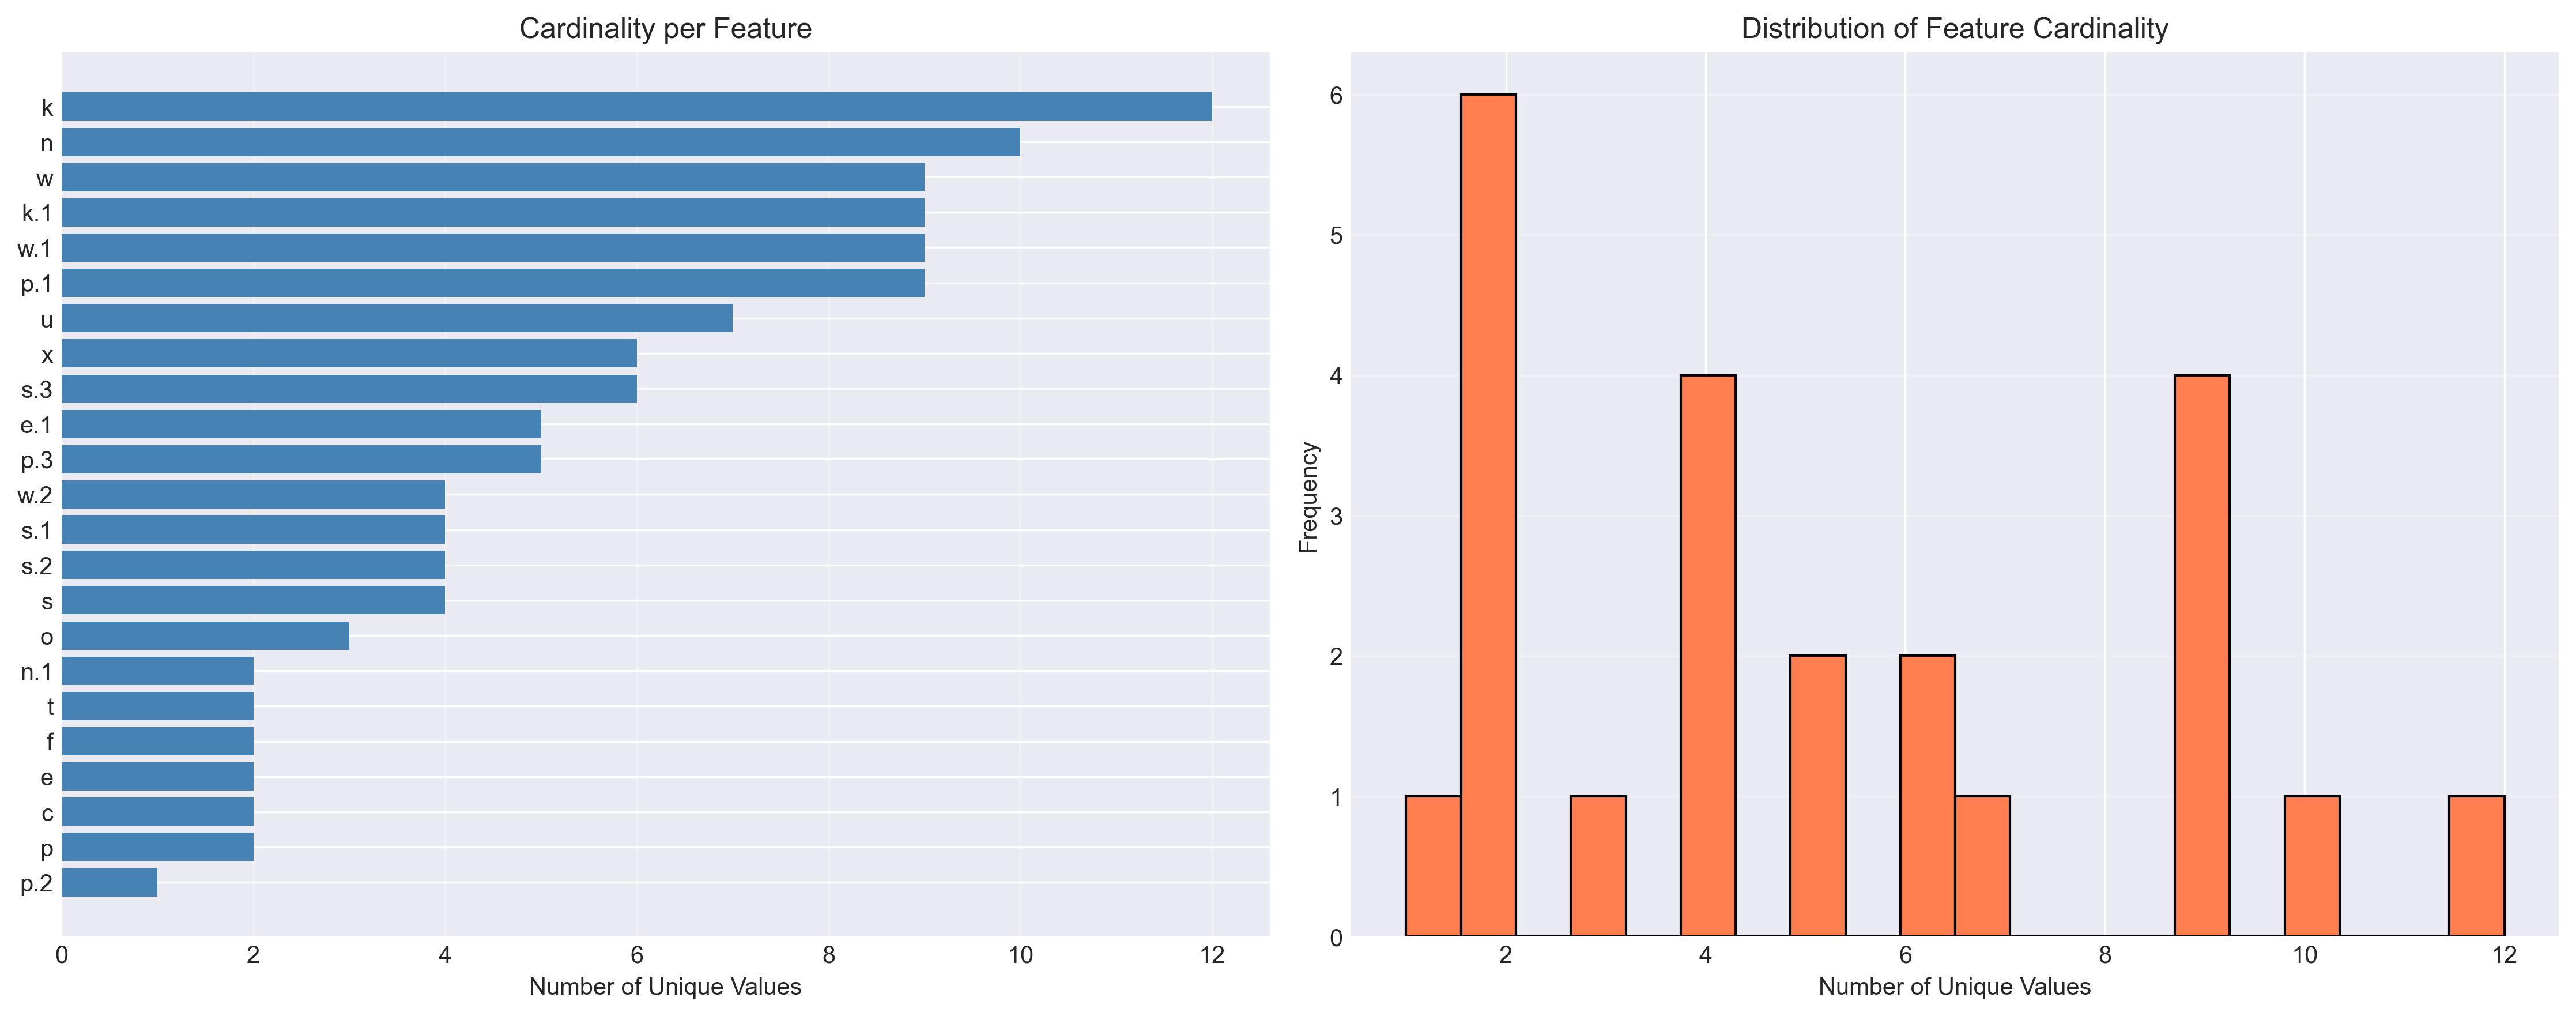 Cardinality per Feature
k
n
w
k.1
w.1
p.1
u
x
s.3
e.1
p.3
w.2
s.1
s.2
s
o
n.1
t
f
e
c
p
p.2
0 2 4 6 8 10 12
Number of Unique Values
Distribution of Feature Cardinality
Frequency
6
5
4
3
2
1
0
2 4 6 8 10 12
Number of Unique Values